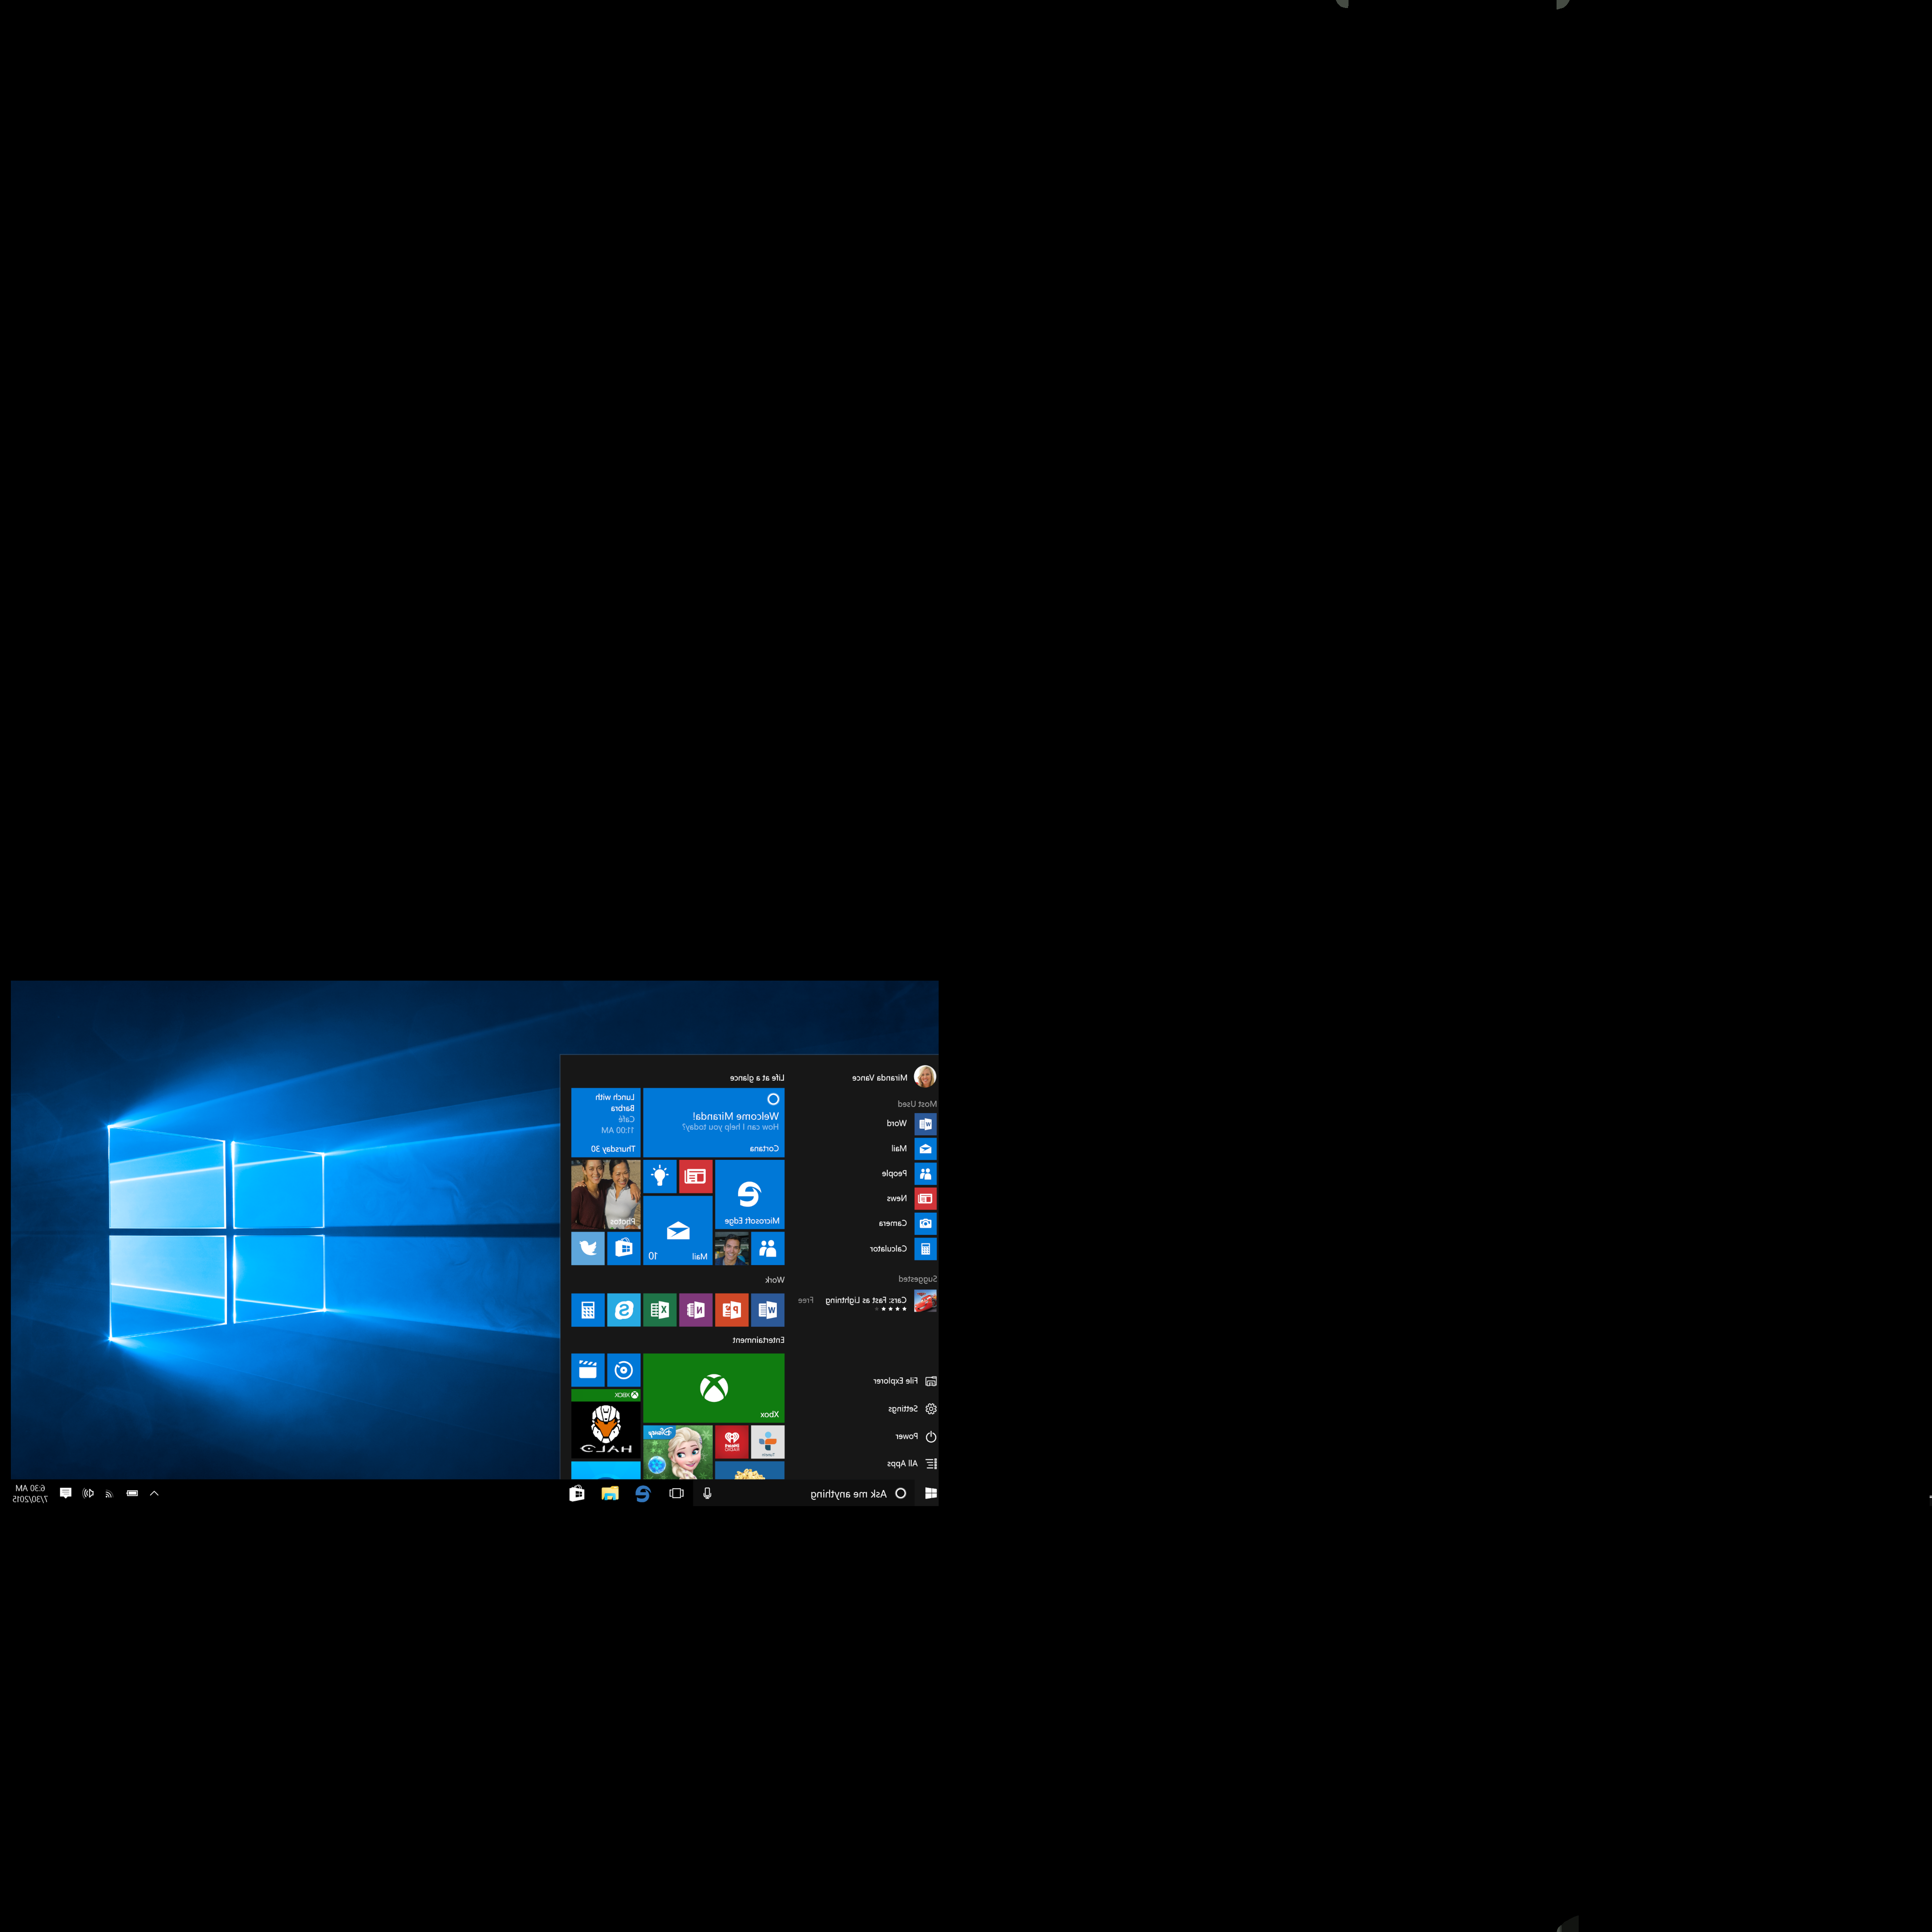 Miranda Vance
Most Used
Word
Mail
People
News
Camera
Calculator
Suggested
Cars: Fast as Lightning Free
File Explorer
Settings
Power
All Apps
Life at a glance
Welcome Miranda!
How can I help you today?
Cortana
Lunch with
Barbra
Café
11:00 AM
Thursday 30
Microsoft Edge
Mail 10
Photos
Work
Entertainment
Xbox
XBOX
HALO
iHeart
RADIO
Disney
Ask me anything
6:30 AM
7/30/2015